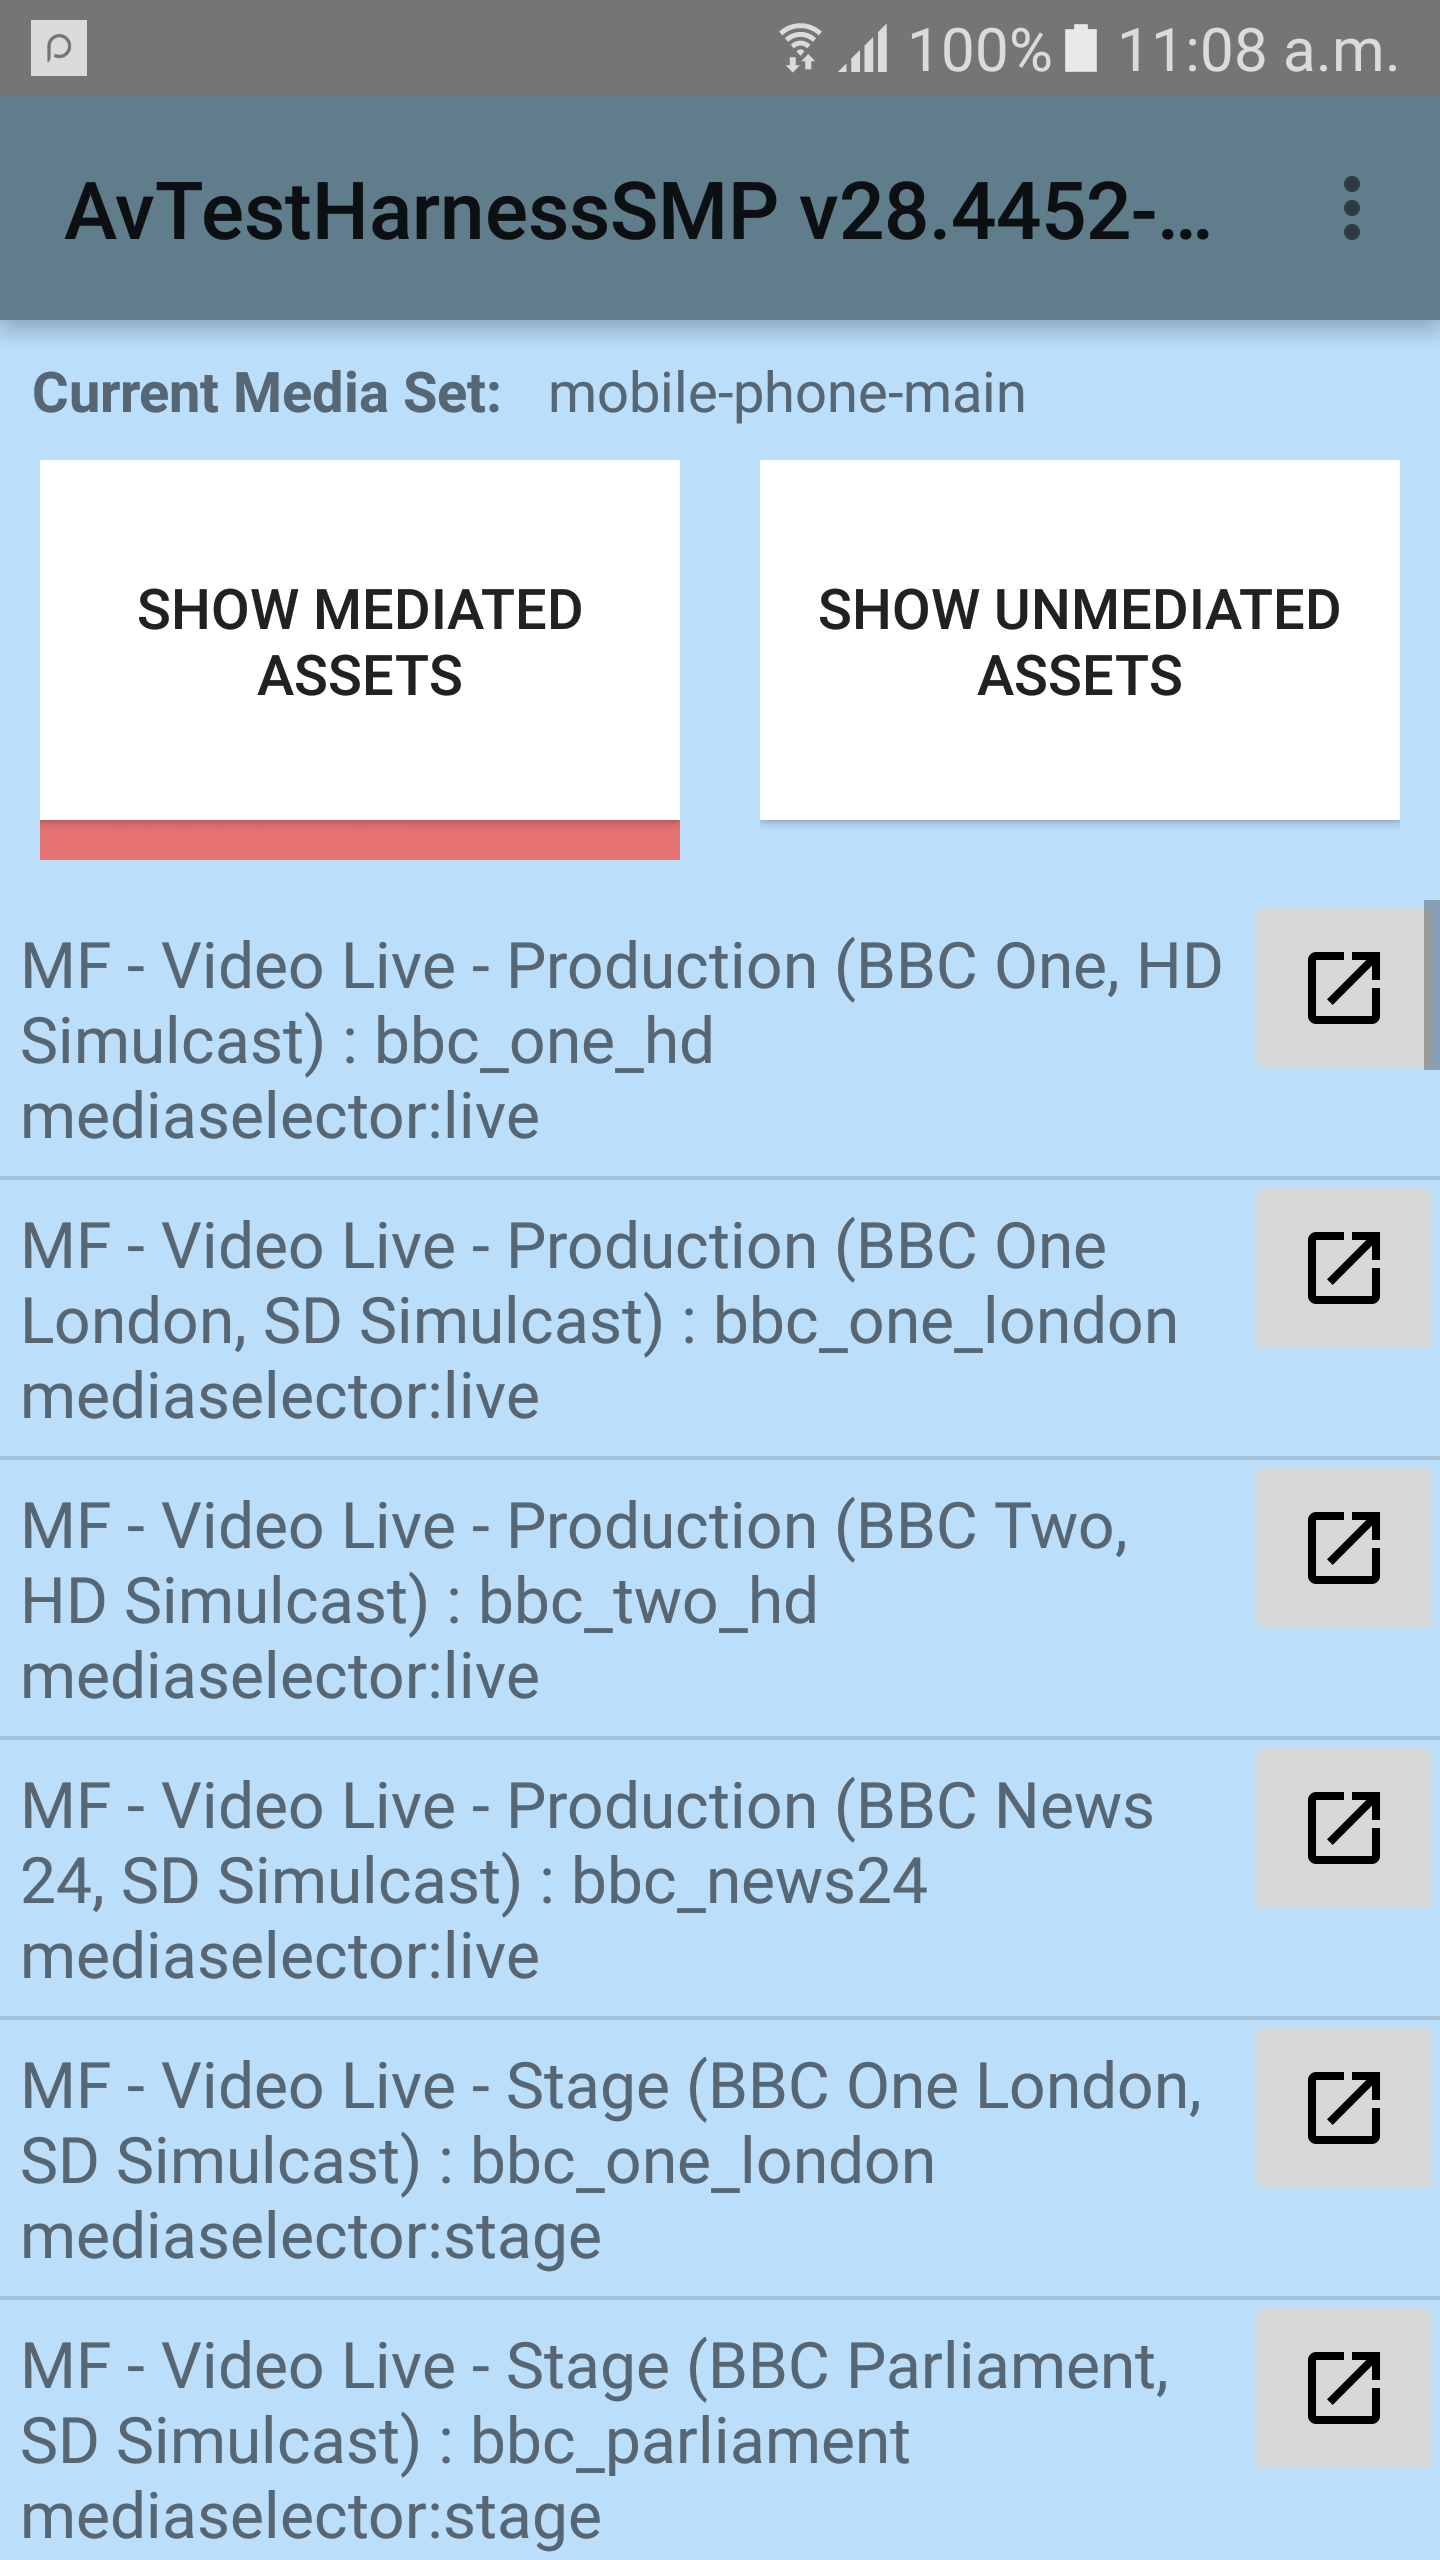 100% 11:08 a.m.
AvTestHarnessSMP v28.4452-...
Current Media Set: mobile-phone-main
SHOW MEDIATED
ASSETS
SHOW UNMEDIATED
ASSETS
MF - Video Live - Production (BBC One, HD
Simulcast) : bbc_one_hd
mediaselector:live
MF - Video Live - Production (BBC One
London, SD Simulcast) : bbc_one_london
mediaselector:live
MF - Video Live - Production (BBC Two,
HD Simulcast) : bbc_two_hd
mediaselector:live
MF - Video Live - Production (BBC News
24, SD Simulcast) : bbc_news24
mediaselector:live
MF - Video Live - Stage (BBC One London,
SD Simulcast) : bbc_one_london
mediaselector:stage
MF - Video Live - Stage (BBC Parliament,
SD Simulcast) : bbc_parliament
mediaselector:stage